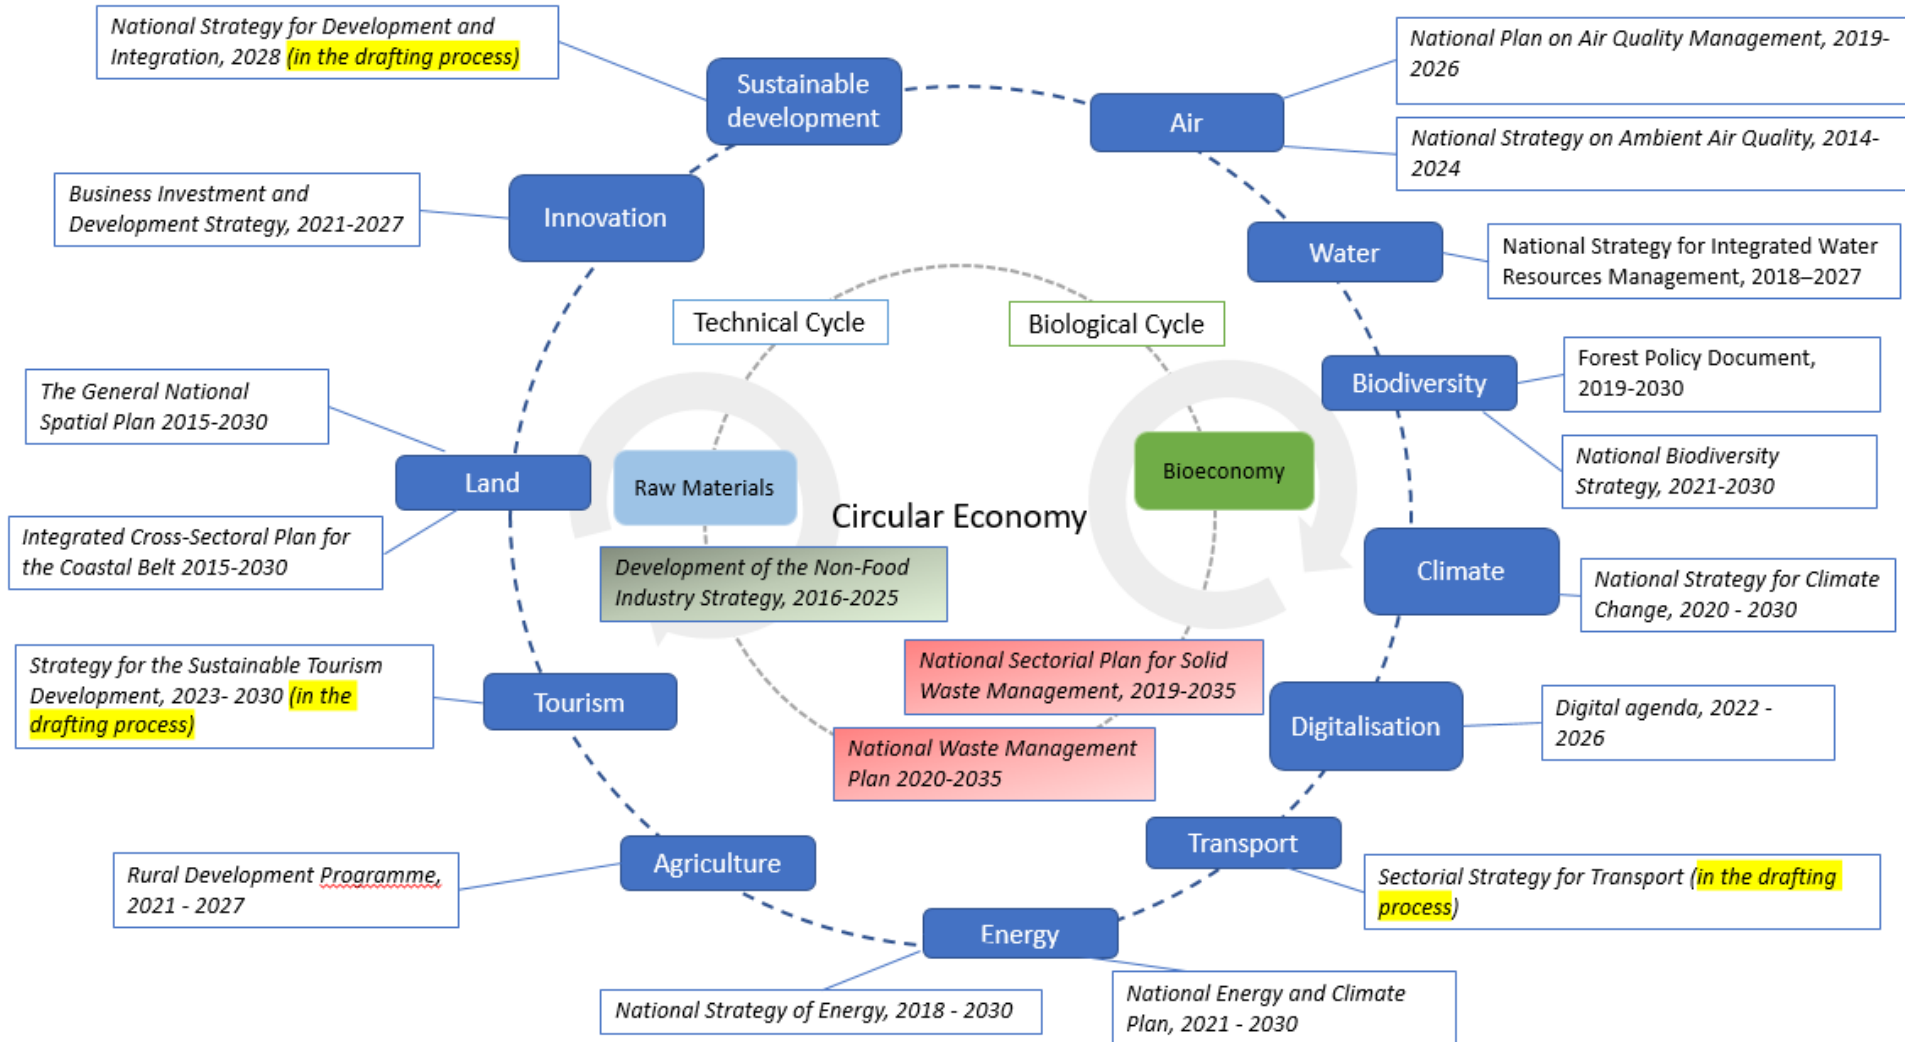 National Strategy for Development and
Integration, 2028 (in the drafting process)
Sustainable
development
National Plan on Air Quality Management, 2019-
2026
Air
National Strategy on Ambient Air Quality, 2014-
2024
Business Investment and
Development Strategy, 2021-2027
Innovation
Water
National Strategy for Integrated Water
Resources Management, 2018–2027
Technical Cycle
Biological Cycle
The General National
Spatial Plan 2015-2030
Biodiversity
Forest Policy Document,
2019-2030
National Biodiversity
Strategy, 2021-2030
Land
Raw Materials
Bioeconomy
Circular Economy
Integrated Cross-Sectoral Plan for
the Coastal Belt 2015-2030
Development of the Non-Food
Industry Strategy, 2016-2025
Climate
National Strategy for Climate
Change, 2020 - 2030
Strategy for the Sustainable Tourism
Development, 2023- 2030 (in the
drafting process)
Tourism
National Sectorial Plan for Solid
Waste Management, 2019-2035
National Waste Management
Plan 2020-2035
Digitalisation
Digital agenda, 2022 -
2026
Rural Development Programme,
2021 - 2027
Agriculture
Transport
Sectorial Strategy for Transport (in the drafting
process)
Energy
National Strategy of Energy, 2018 - 2030
National Energy and Climate
Plan, 2021 - 2030